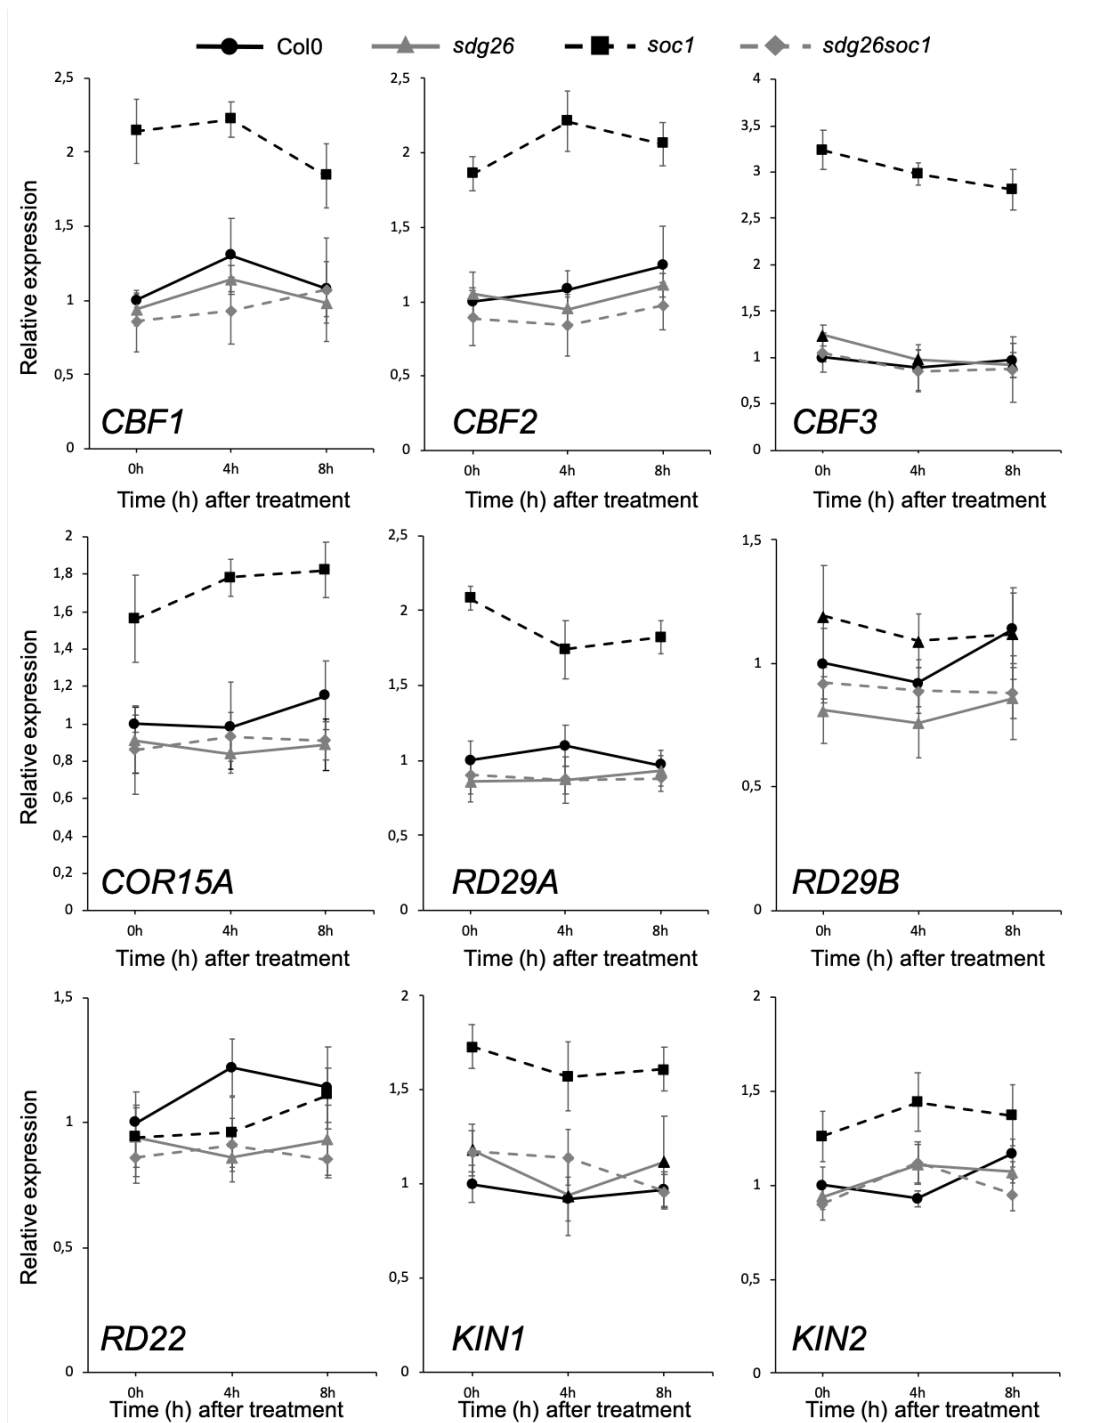 Col0 sdg26 soc1 sdg26soc1
2,5
2
1,5
1
0,5
0
Relative expression
CBF1
0h 4h 8h
Time (h) after treatment
2,5
2
1,5
1
0,5
0
CBF2
0h 4h 8h
Time (h) after treatment
4
3,5
3
2,5
2
1,5
1
0,5
0
CBF3
0h 4h 8h
Time (h) after treatment
2
1,8
1,6
1,4
1,2
1
0,8
0,6
0,4
0,2
0
Relative expression
COR15A
0h 4h 8h
Time (h) after treatment
2,5
2
1,5
1
0,5
0
RD29A
0h 4h 8h
Time (h) after treatment
1,5
1
0,5
0
RD29B
0h 4h 8h
Time (h) after treatment
1,5
1
0,5
0
Relative expression
RD22
0h 4h 8h
Time (h) after treatment
2
1,5
1
0,5
0
KIN1
0h 4h 8h
Time (h) after treatment
2
1,5
1
0,5
0
KIN2
0h 4h 8h
Time (h) after treatment